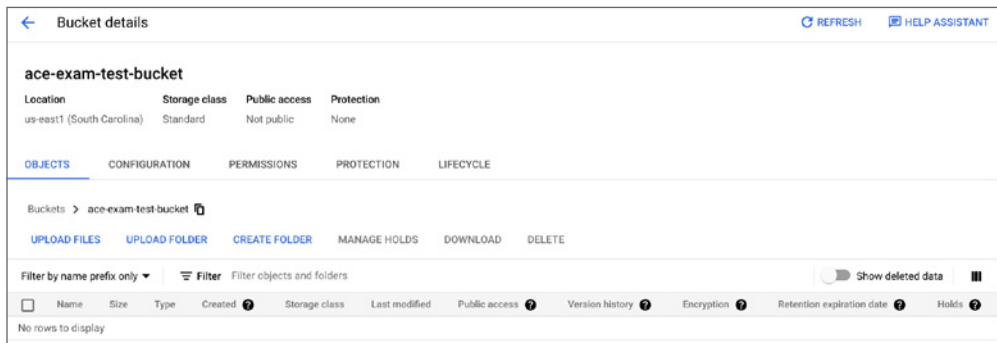 Bucket details REFRESH HELP ASSISTANT
ace-exam-test-bucket
Location Storage class Public access Protection
us-east1 (South Carolina) Standard Not public None
OBJECTS CONFIGURATION PERMISSIONS PROTECTION LIFECYCLE
Buckets > ace-exam-test-bucket
UPLOAD FILES UPLOAD FOLDER CREATE FOLDER MANAGE HOLDS DOWNLOAD DELETE
Filter by name prefix only Filter Filter objects and folders Show deleted data
Name Size Type Created Storage class Last modified Public access Version history Encryption Retention expiration date Holds
No rows to display